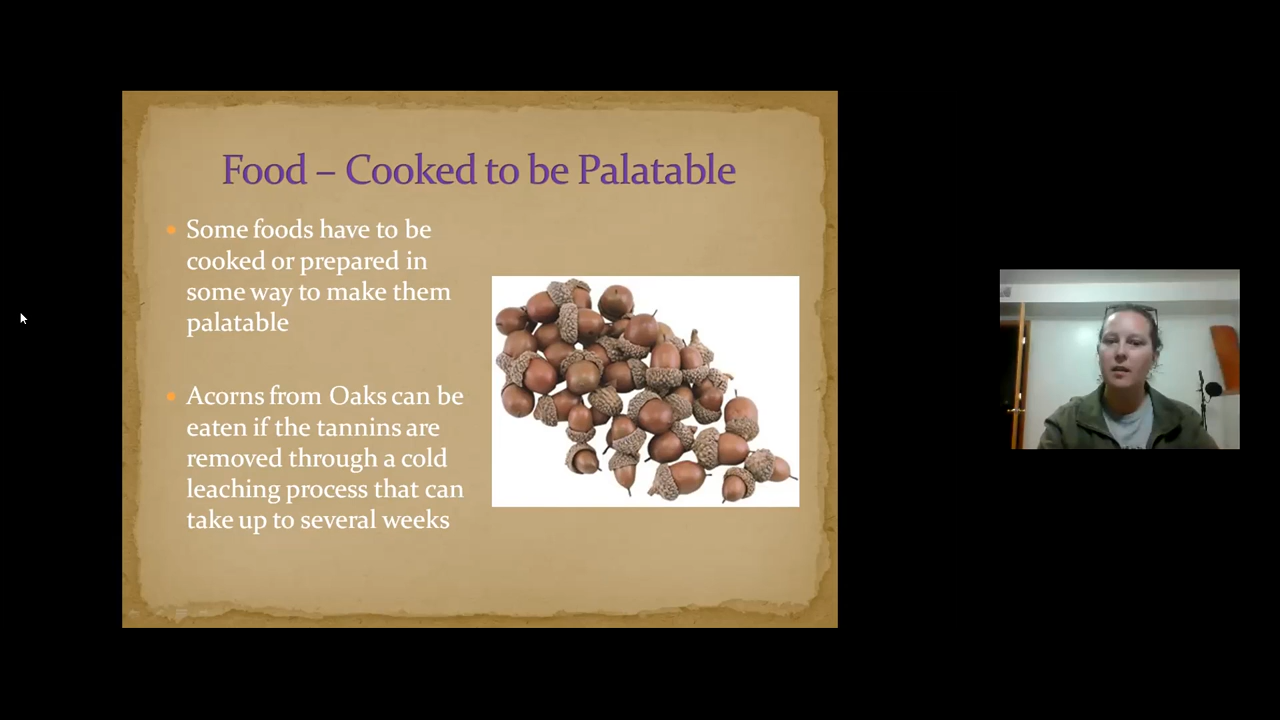 Food – Cooked to be Palatable
Some foods have to be
cooked or prepared in
some way to make them
palatable
Acorns from Oaks can be
eaten if the tannins are
removed through a cold
leaching process that can
take up to several weeks